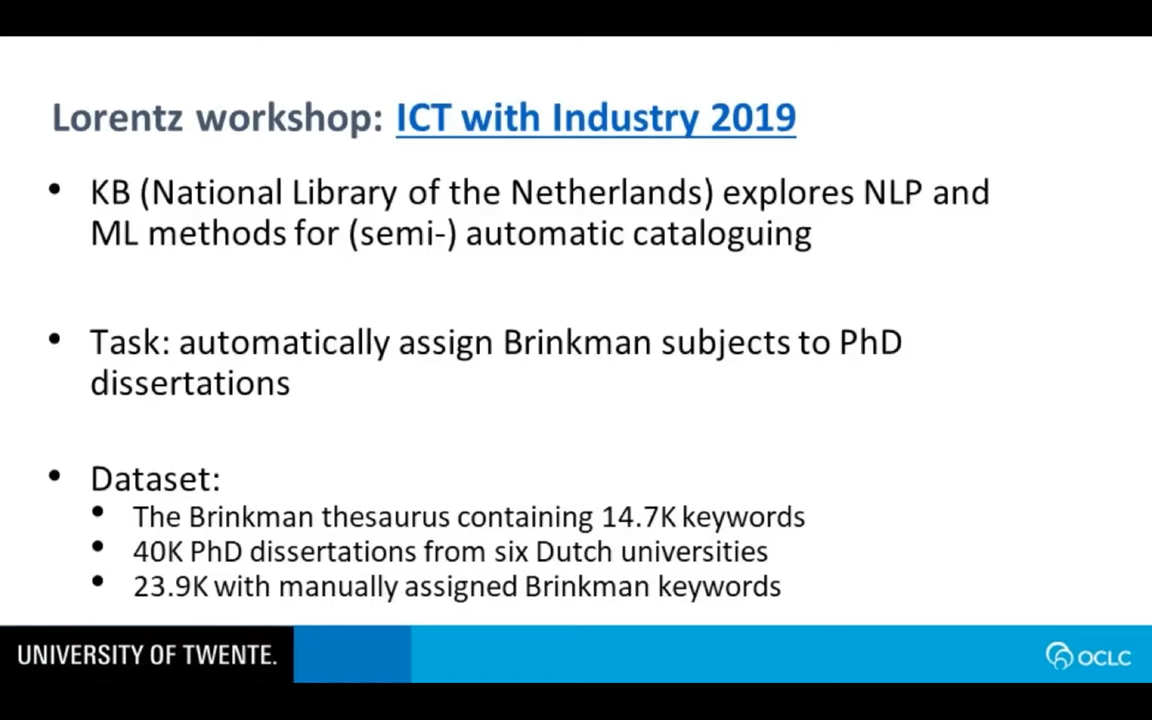 Lorentz workshop: ICT with Industry 2019
• KB (National Library of the Netherlands) explores NLP and
ML methods for (semi-) automatic cataloguing
• Task: automatically assign Brinkman subjects to PhD
dissertations
• Dataset:
• The Brinkman thesaurus containing 14.7K keywords
• 40K PhD dissertations from six Dutch universities
• 23.9K with manually assigned Brinkman keywords
UNIVERSITY OF TWENTE.
OCLC